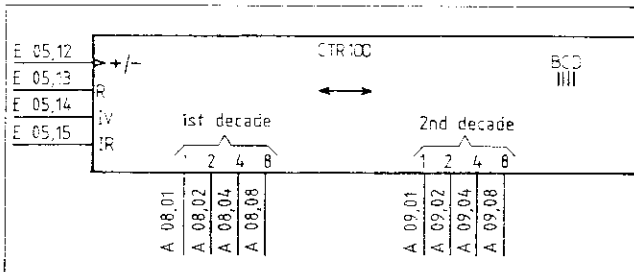 E 05,12
E 05,13
E 05,14
E 05,15
+/-
R
IV
IR
CTR100
BCD
ist decade
1 2 4 8
A 08,01
A 08,02
A 08,04
A 08,08
2nd decade
1 2 4 8
A 09,01
A 09,02
A 09,04
A 09,08